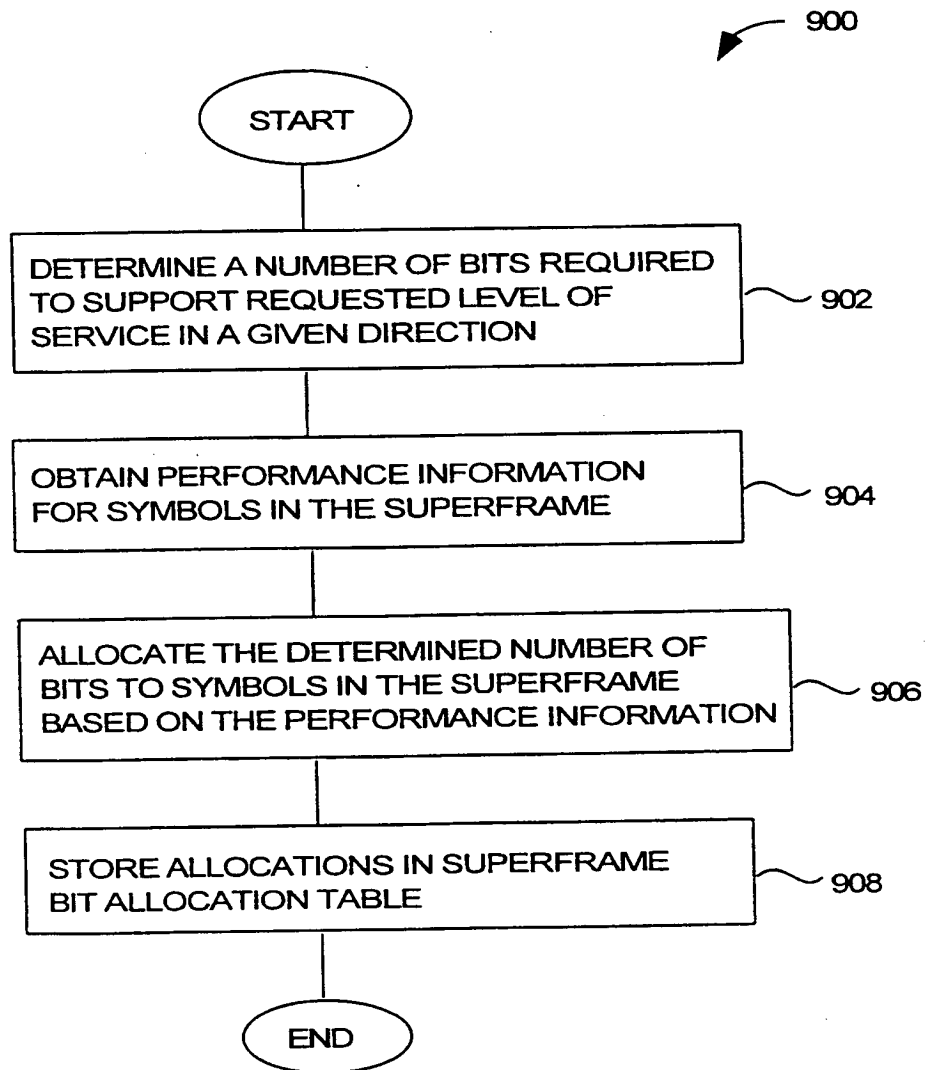 900
START
DETERMINE A NUMBER OF BITS REQUIRED
TO SUPPORT REQUESTED LEVEL OF
SERVICE IN A GIVEN DIRECTION
902
OBTAIN PERFORMANCE INFORMATION
FOR SYMBOLS IN THE SUPERFRAME
904
ALLOCATE THE DETERMINED NUMBER OF
BITS TO SYMBOLS IN THE SUPERFRAME
BASED ON THE PERFORMANCE INFORMATION
906
STORE ALLOCATIONS IN SUPERFRAME
BIT ALLOCATION TABLE
908
END